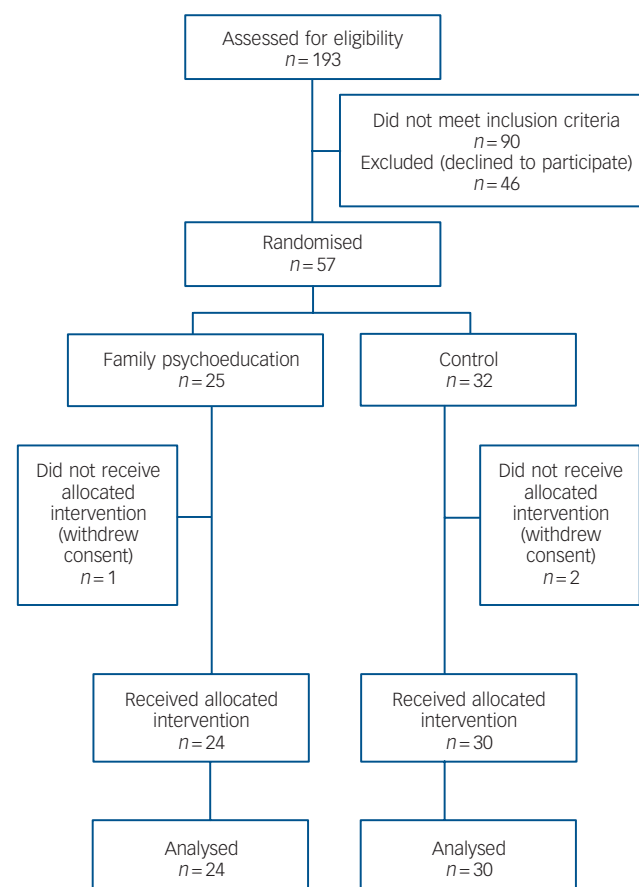 Assessed for eligibility
n=193
Did not meet inclusion criteria
n=90
Excluded (declined to participate)
n=46
Randomised
n=57
Family psychoeducation
n=25
Control
n=32
Did not receive
allocated
intervention
(withdrew
consent)
n=1
Did not receive
allocated
intervention
(withdrew
consent)
n=2
Received allocated
intervention
n=24
Received allocated
intervention
n=30
Analysed
n=24
Analysed
n=30